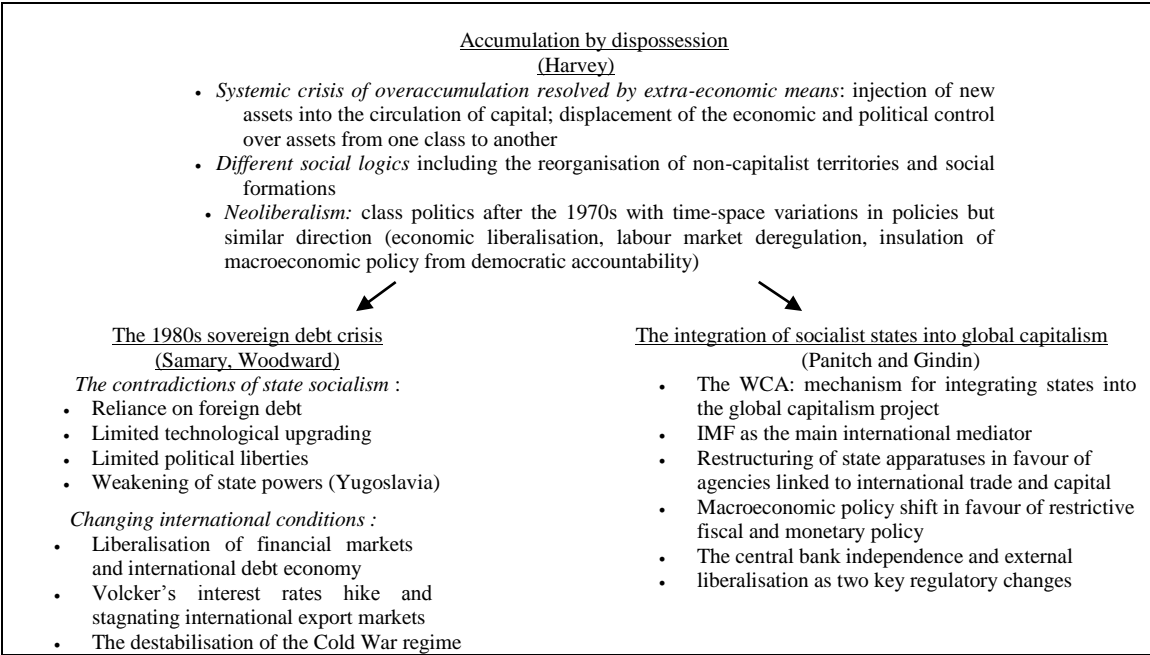 Accumulation by dispossession
(Harvey)
• Systemic crisis of overaccumulation resolved by extra-economic means: injection of new
assets into the circulation of capital; displacement of the economic and political control
over assets from one class to another
• Different social logics including the reorganisation of non-capitalist territories and social
formations
• Neoliberalism: class politics after the 1970s with time-space variations in policies but
similar direction (economic liberalisation, labour market deregulation, insulation of
macroeconomic policy from democratic accountability)
The 1980s sovereign debt crisis
(Samary, Woodward)
The contradictions of state socialism :
• Reliance on foreign debt
• Limited technological upgrading
• Limited political liberties
• Weakening of state powers (Yugoslavia)
Changing international conditions :
• Liberalisation of financial markets
and international debt economy
• Volcker's interest rates hike and
stagnating international export markets
• The destabilisation of the Cold War regime
The integration of socialist states into global capitalism
(Panitch and Gindin)
• The WCA: mechanism for integrating states into
the global capitalism project
• IMF as the main international mediator
• Restructuring of state apparatuses in favour of
agencies linked to international trade and capital
• Macroeconomic policy shift in favour of restrictive
fiscal and monetary policy
• The central bank independence and external
• liberalisation as two key regulatory changes